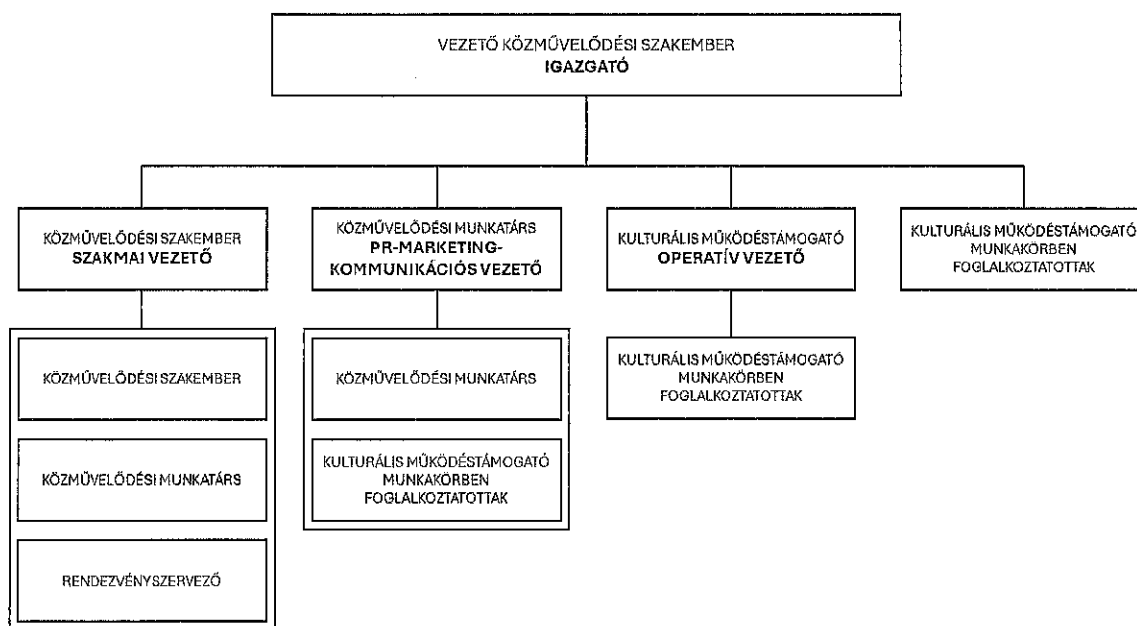 VEZETŐ KÖZMŰVELŐDÉSI SZAKEMBER
IGAZGATÓ
KÖZMŰVELŐDÉSI SZAKEMBER
SZAKMAI VEZETŐ
KÖZMŰVELŐDÉSI MUNKATÁRS
PR-MARKETING-
KOMMUNIKÁCIÓS VEZETŐ
KULTURÁLIS MŰKÖDÉSTÁMOGATÓ
OPERATÍV VEZETŐ
KULTURÁLIS MŰKÖDÉSTÁMOGATÓ
MUNKAKÖRBEN
FOGLALKOZTATOTTAK
KÖZMŰVELŐDÉSI SZAKEMBER
KÖZMŰVELŐDÉSI MUNKATÁRS
RENDEZVÉNYSZERVEZŐ
KÖZMŰVELŐDÉSI MUNKATÁRS
KULTURÁLIS MŰKÖDÉSTÁMOGATÓ
MUNKAKÖRBEN
FOGLALKOZTATOTTAK
KULTURÁLIS MŰKÖDÉSTÁMOGATÓ
MUNKAKÖRBEN
FOGLALKOZTATOTTAK